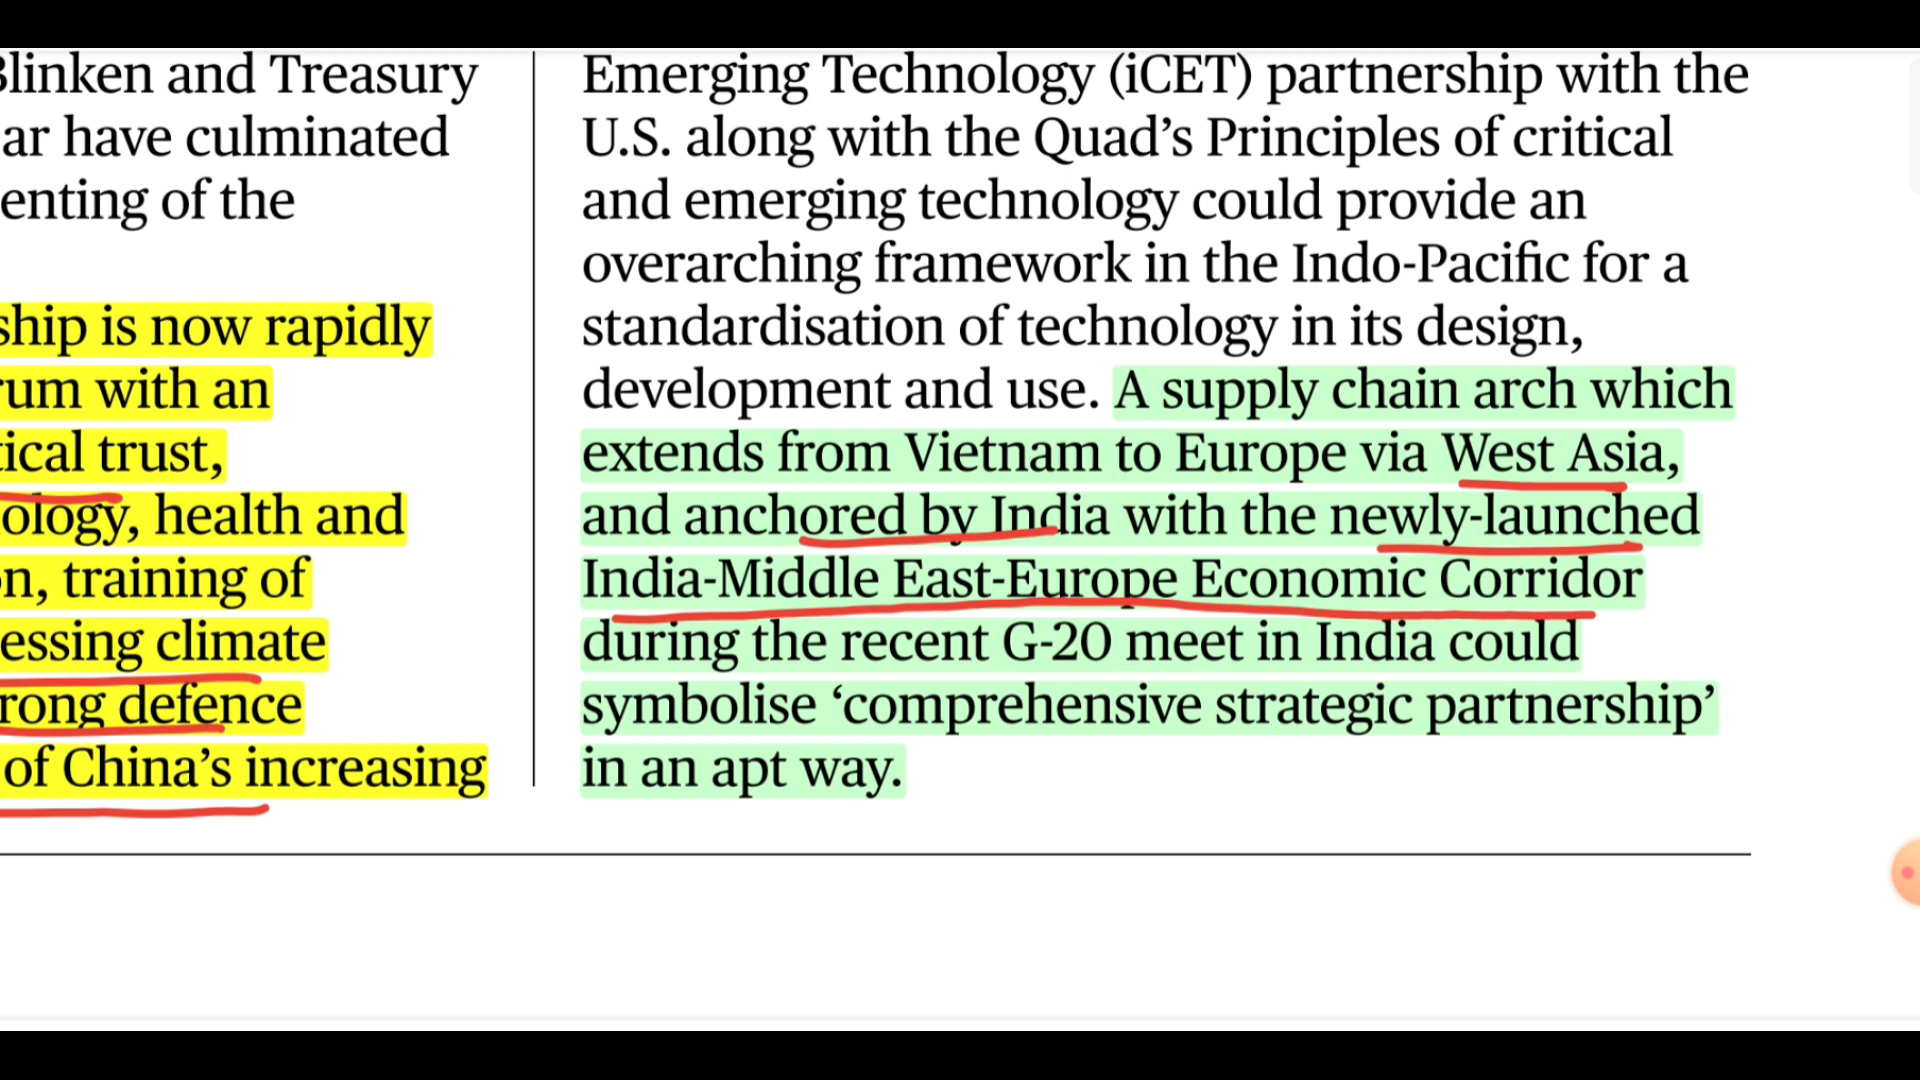 Blinken and Treasury
ar have culminated
enting of the
ship is now rapidly
rum with an
tical trust,
ology, health and
on, training of
essing climate
rong defence
of China’s increasing
Emerging Technology (iCET) partnership with the
U.S. along with the Quad’s Principles of critical
and emerging technology could provide an
overarching framework in the Indo-Pacific for a
standardisation of technology in its design,
development and use. A supply chain arch which
extends from Vietnam to Europe via West Asia,
and anchored by India with the newly-launched
India-Middle East-Europe Economic Corridor
during the recent G-20 meet in India could
symbolise ‘comprehensive strategic partnership’
in an apt way.